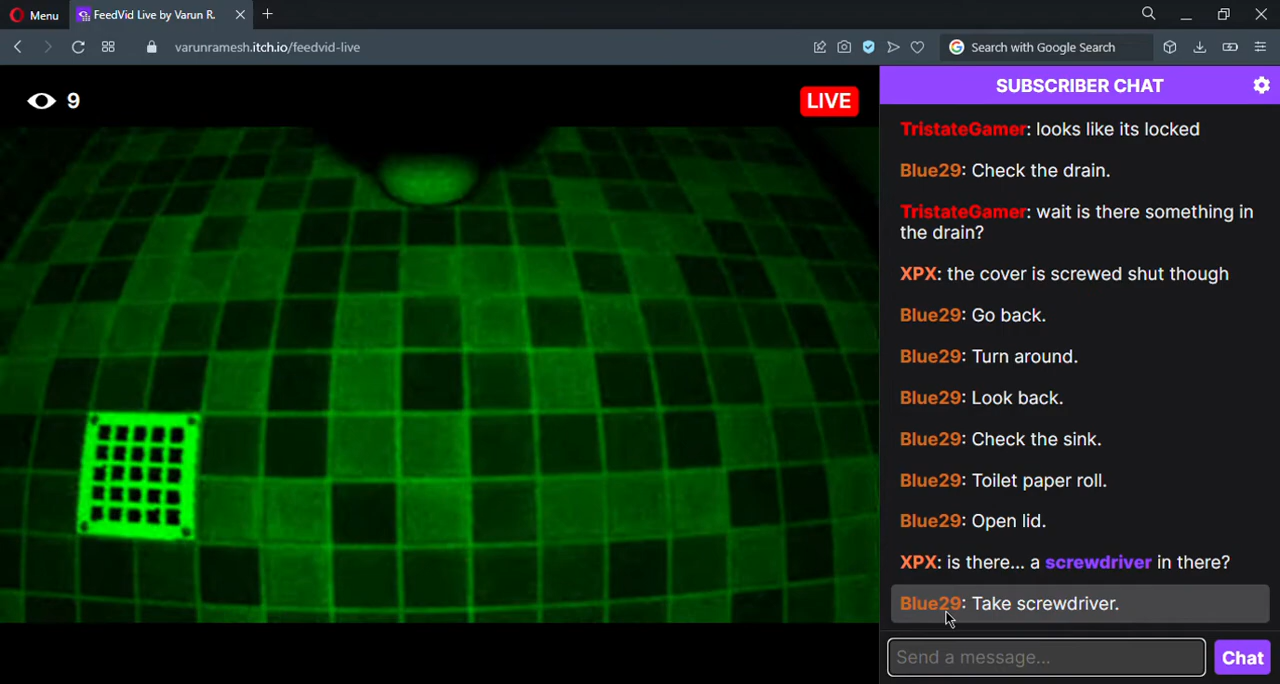 Menu
FeedVid Live by Varun R.
varunramesh.itch.io/feedvid-live
Search with Google Search
9
LIVE
SUBSCRIBER CHAT
TristateGamer: looks like its locked
Blue29: Check the drain.
TristateGamer: wait is there something in
the drain?
XPX: the cover is screwed shut though
Blue29: Go back.
Blue29: Turn around.
Blue29: Look back.
Blue29: Check the sink.
Blue29: Toilet paper roll.
Blue29: Open lid.
XPX: is there... a screwdriver in there?
Blue29: Take screwdriver.
Send a message...
Chat